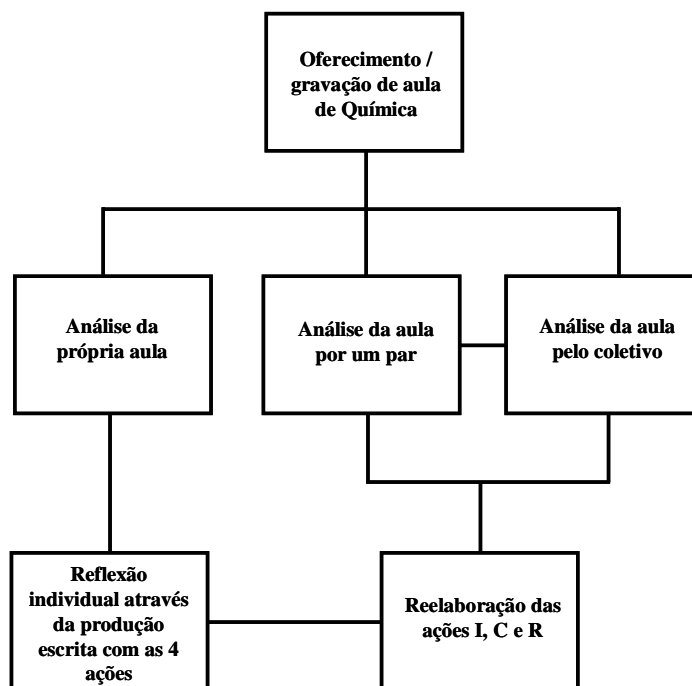 Oferecimento /
gravação de aula
de Química
Análise da
própria aula
Análise da aula
por um par
Análise da aula
pelo coletivo
Reflexão
individual através
da produção
escrita com as 4
ações
Reelaboração das
ações I, C e R